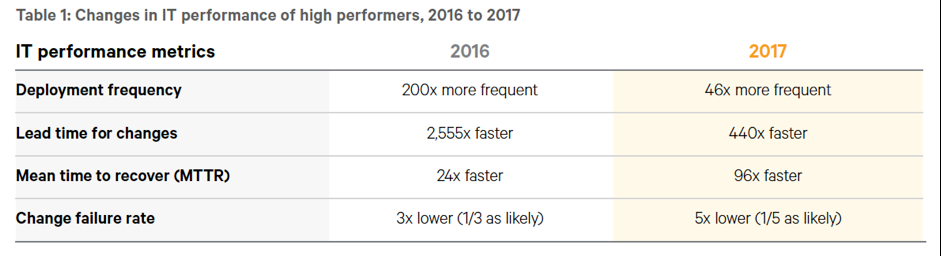 Table 1: Changes in IT performance of high performers, 2016 to 2017
IT performance metrics 2016 2017
Deployment frequency 200x more frequent 46x more frequent
Lead time for changes 2,555x faster 440x faster
Mean time to recover (MTTR) 24x faster 96x faster
Change failure rate 3x lower (1/3 as likely) 5x lower (1/5 as likely)